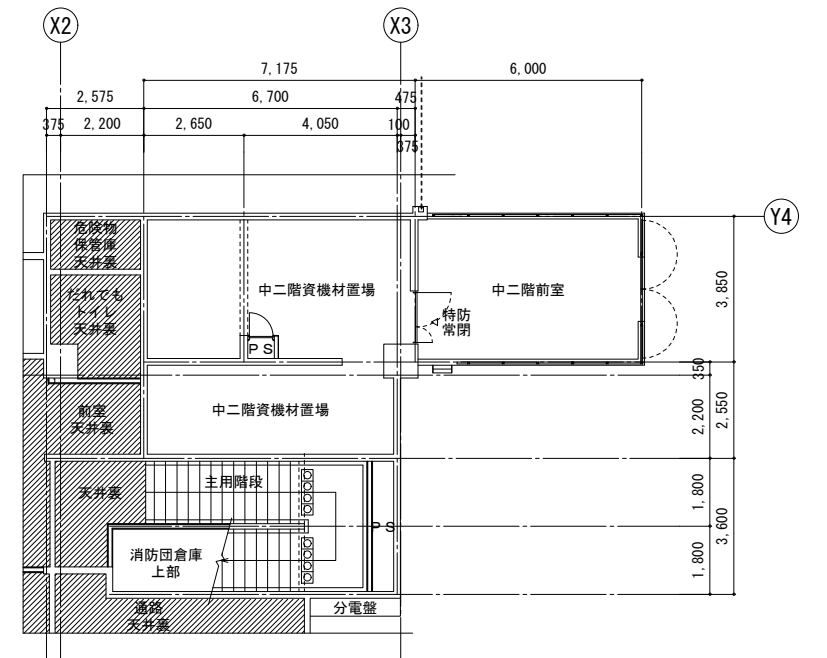 X2
X3
7,175
6,000
2,575
6,700
475
375
2,200
2,650
4,050
100
375
Y4
危険物
保管庫
天井裏
だれでも
トイレ
天井裏
中二階資機材置場
中二階前室
特防
常閉
PS
3,850
350
前室
天井裏
中二階資機材置場
2,200
2,550
天井裏
主用階段
PS
1,800
3,600
消防団倉庫
上部
1,800
通路
天井裏
分電盤